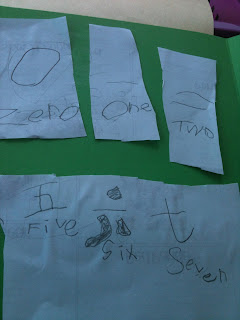 0 一 二
Zero One Two
五 六 七
Five Six Seven